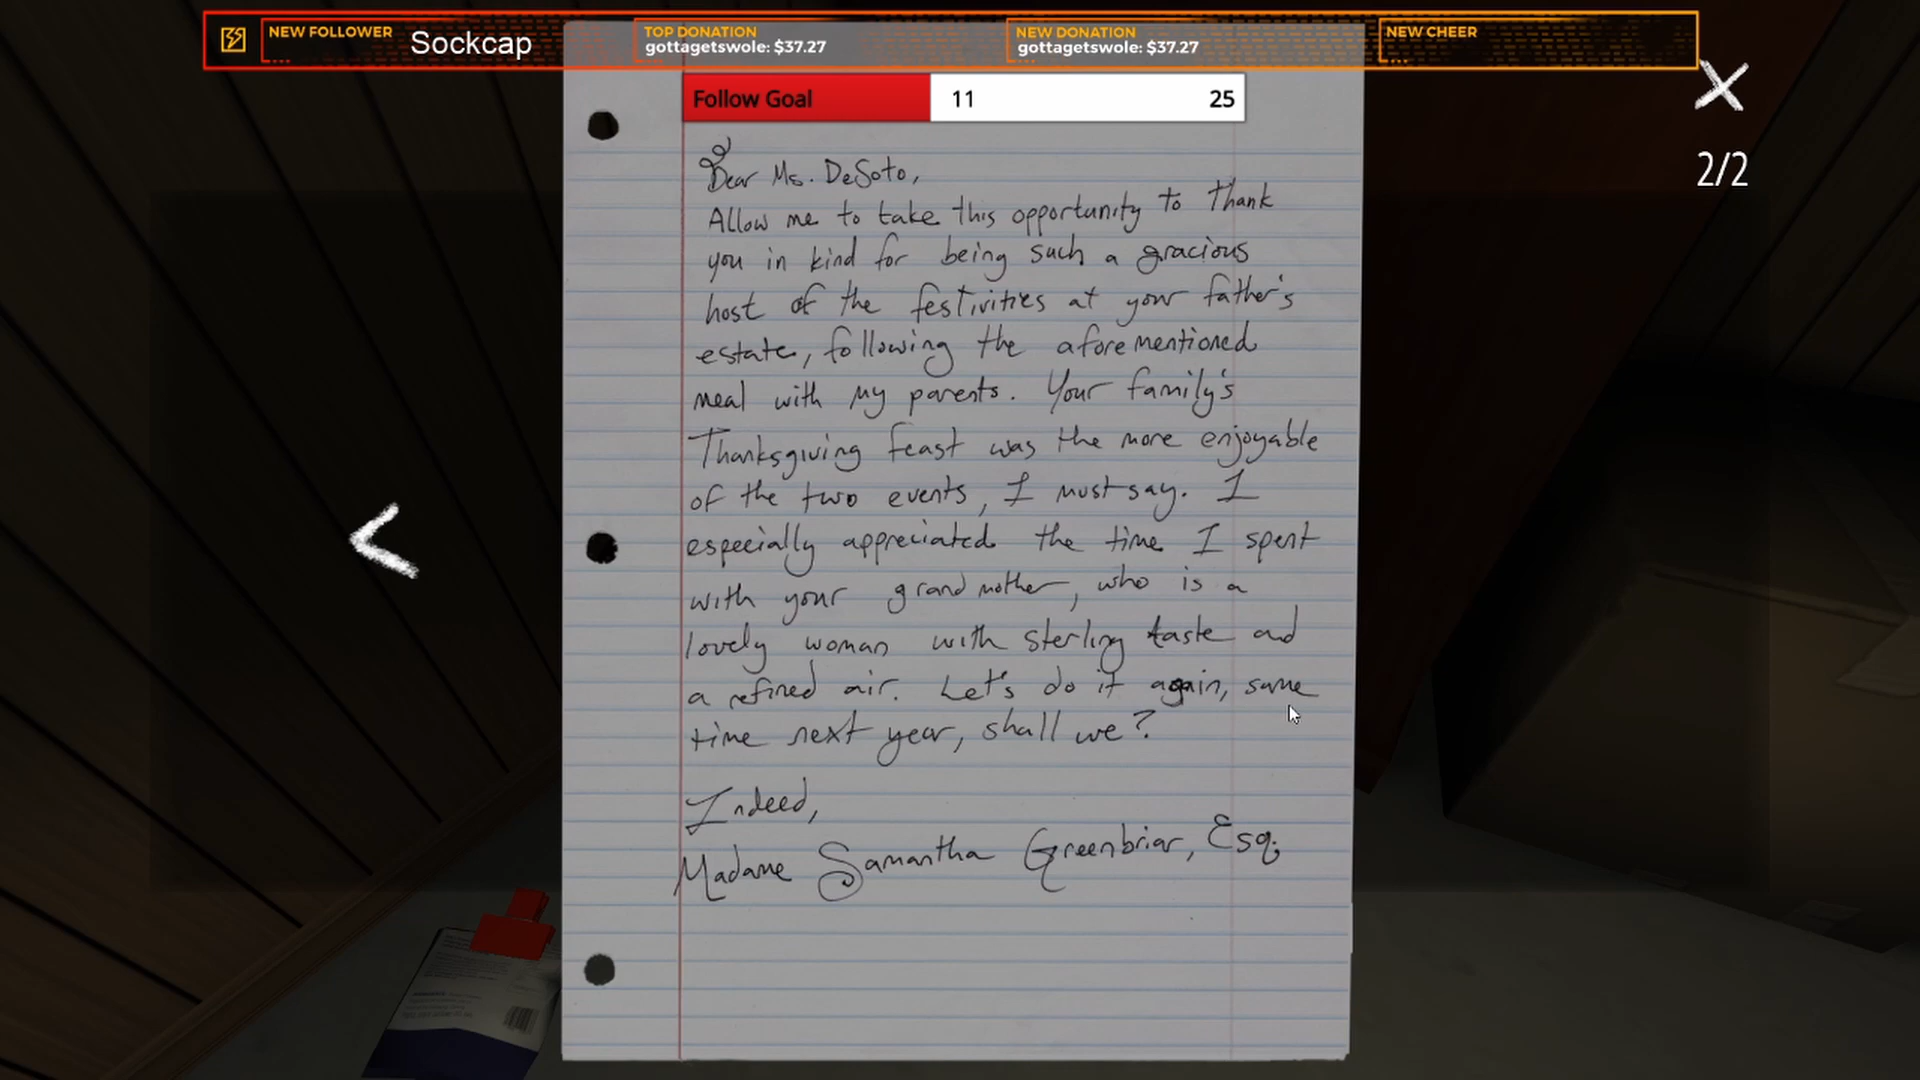 NEW FOLLOWER
Sockcap
TOP DONATION
gottagetswole: $37.27
NEW DONATION
gottagetswole: $37.27
NEW CHEER
Follow Goal 11 25
2/2
Dear Ms. DeSoto,
Allow me to take this opportunity to thank
you in kind for being such a gracious
host of the festivities at your father's
estate, following the aforementioned
meal with my parents. Your family's
Thanksgiving feast was the more enjoyable
of the two events, I must say. I
especially appreciated the time I spent
with your grandmother, who is a
lovely woman with sterling taste and
a refined air. Let's do it again, same
time next year, shall we?
Indeed,
Madame Samantha Greenbriar, Esq.